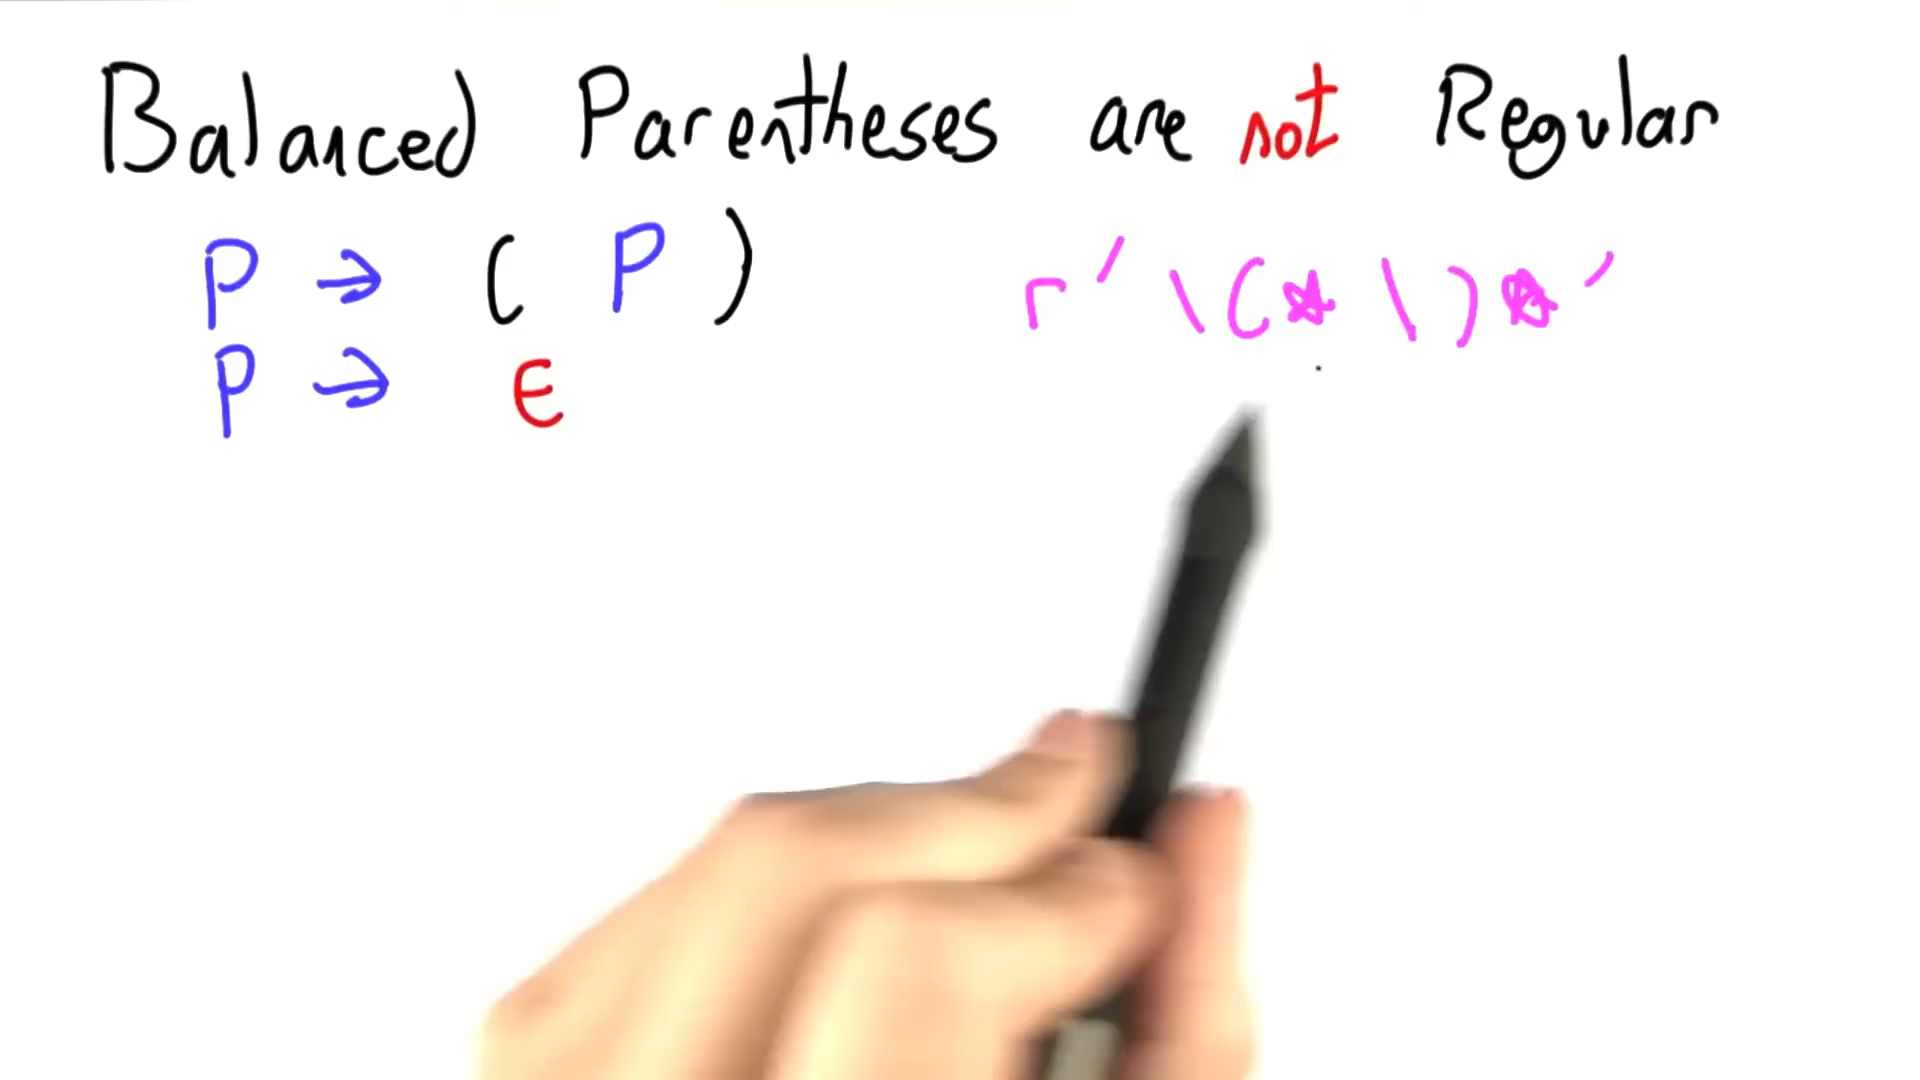 Balanced Parentheses are not Regular
P → ( P ) r'\(*\)*'
P → ε